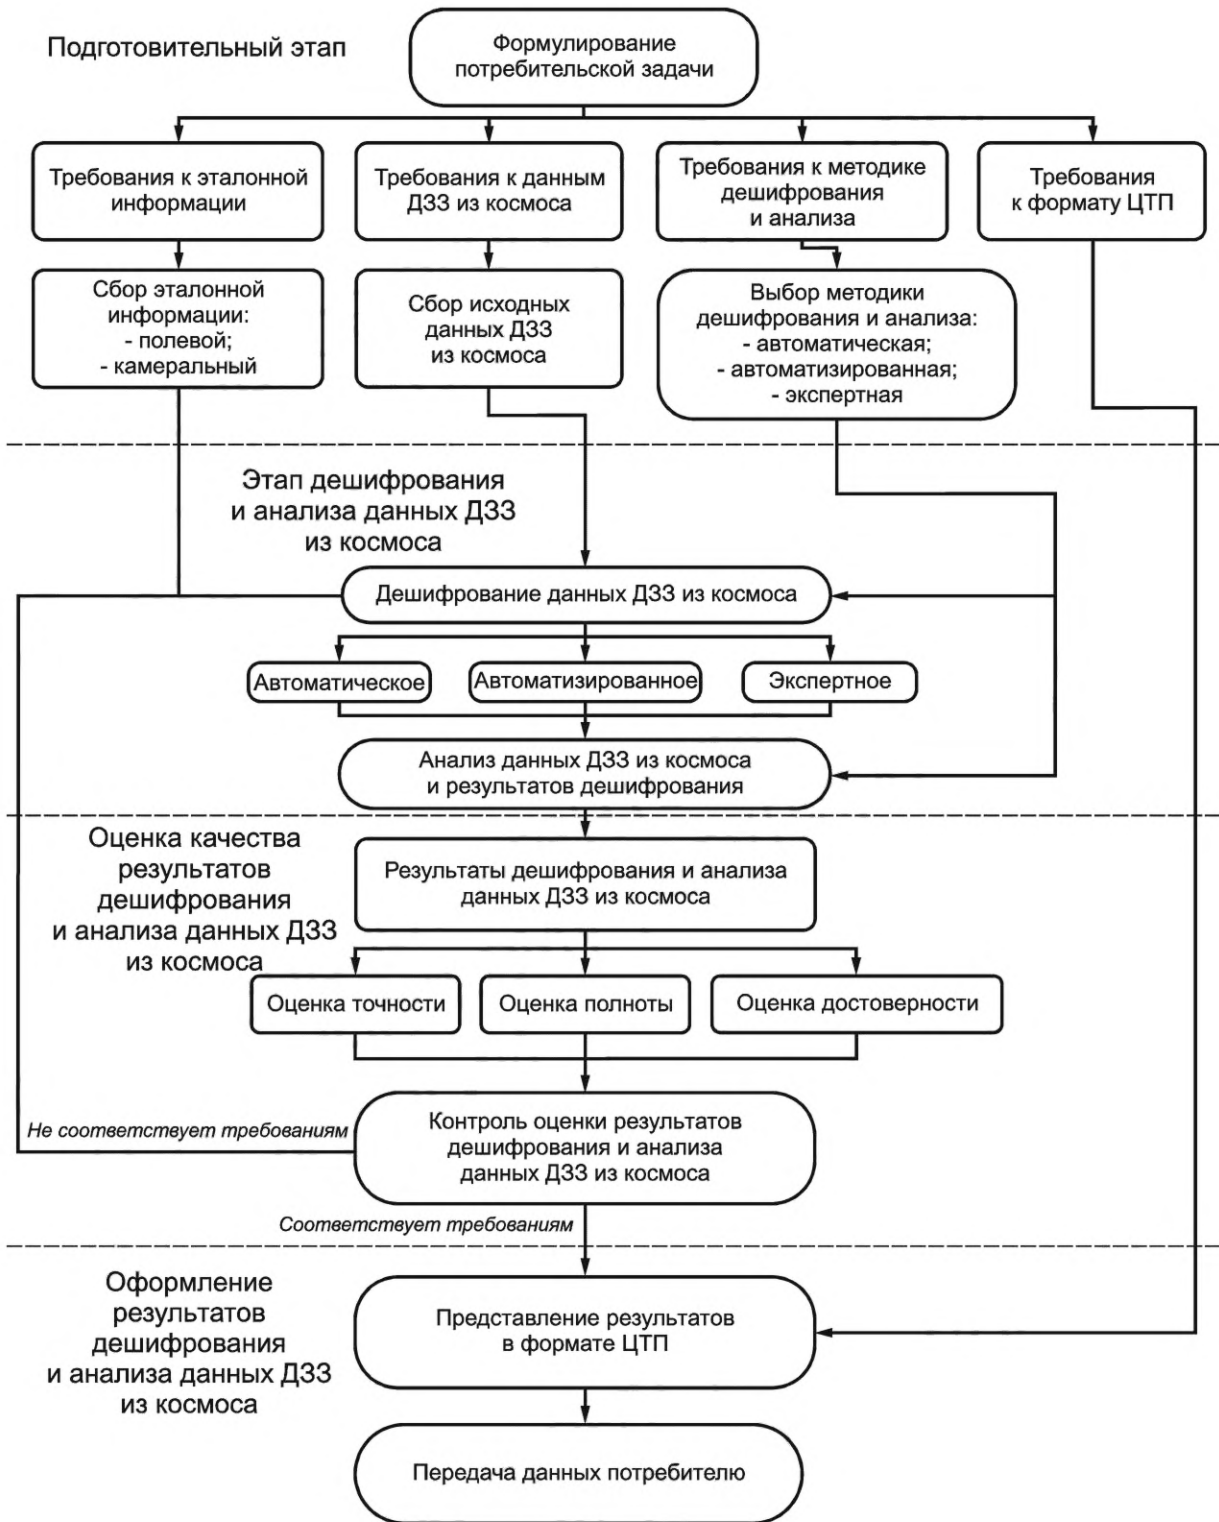 Подготовительный этап
Формулирование
потребительской задачи
Требования к эталонной
информации
Требования к данным
ДЗЗ из космоса
Требования к методике
дешифрования
и анализа
Требования
к формату ЦТП
Сбор эталонной
информации:
- полевой;
- камеральный
Сбор исходных
данных ДЗЗ
из космоса
Выбор методики
дешифрования и анализа:
- автоматическая;
- автоматизированная;
- экспертная
Этап дешифрования
и анализа данных ДЗЗ
из космоса
Дешифрование данных ДЗЗ из космоса
Автоматическое
Автоматизированное
Экспертное
Анализ данных ДЗЗ из космоса
и результатов дешифрования
Оценка качества
результатов
дешифрования
и анализа данных ДЗЗ
из космоса
Результаты дешифрования и анализа
данных ДЗЗ из космоса
Оценка точности
Оценка полноты
Оценка достоверности
Контроль оценки результатов
дешифрования и анализа
данных ДЗЗ из космоса
Не соответствует требованиям
Соответствует требованиям
Оформление
результатов
дешифрования
и анализа данных ДЗЗ
из космоса
Представление результатов
в формате ЦТП
Передача данных потребителю